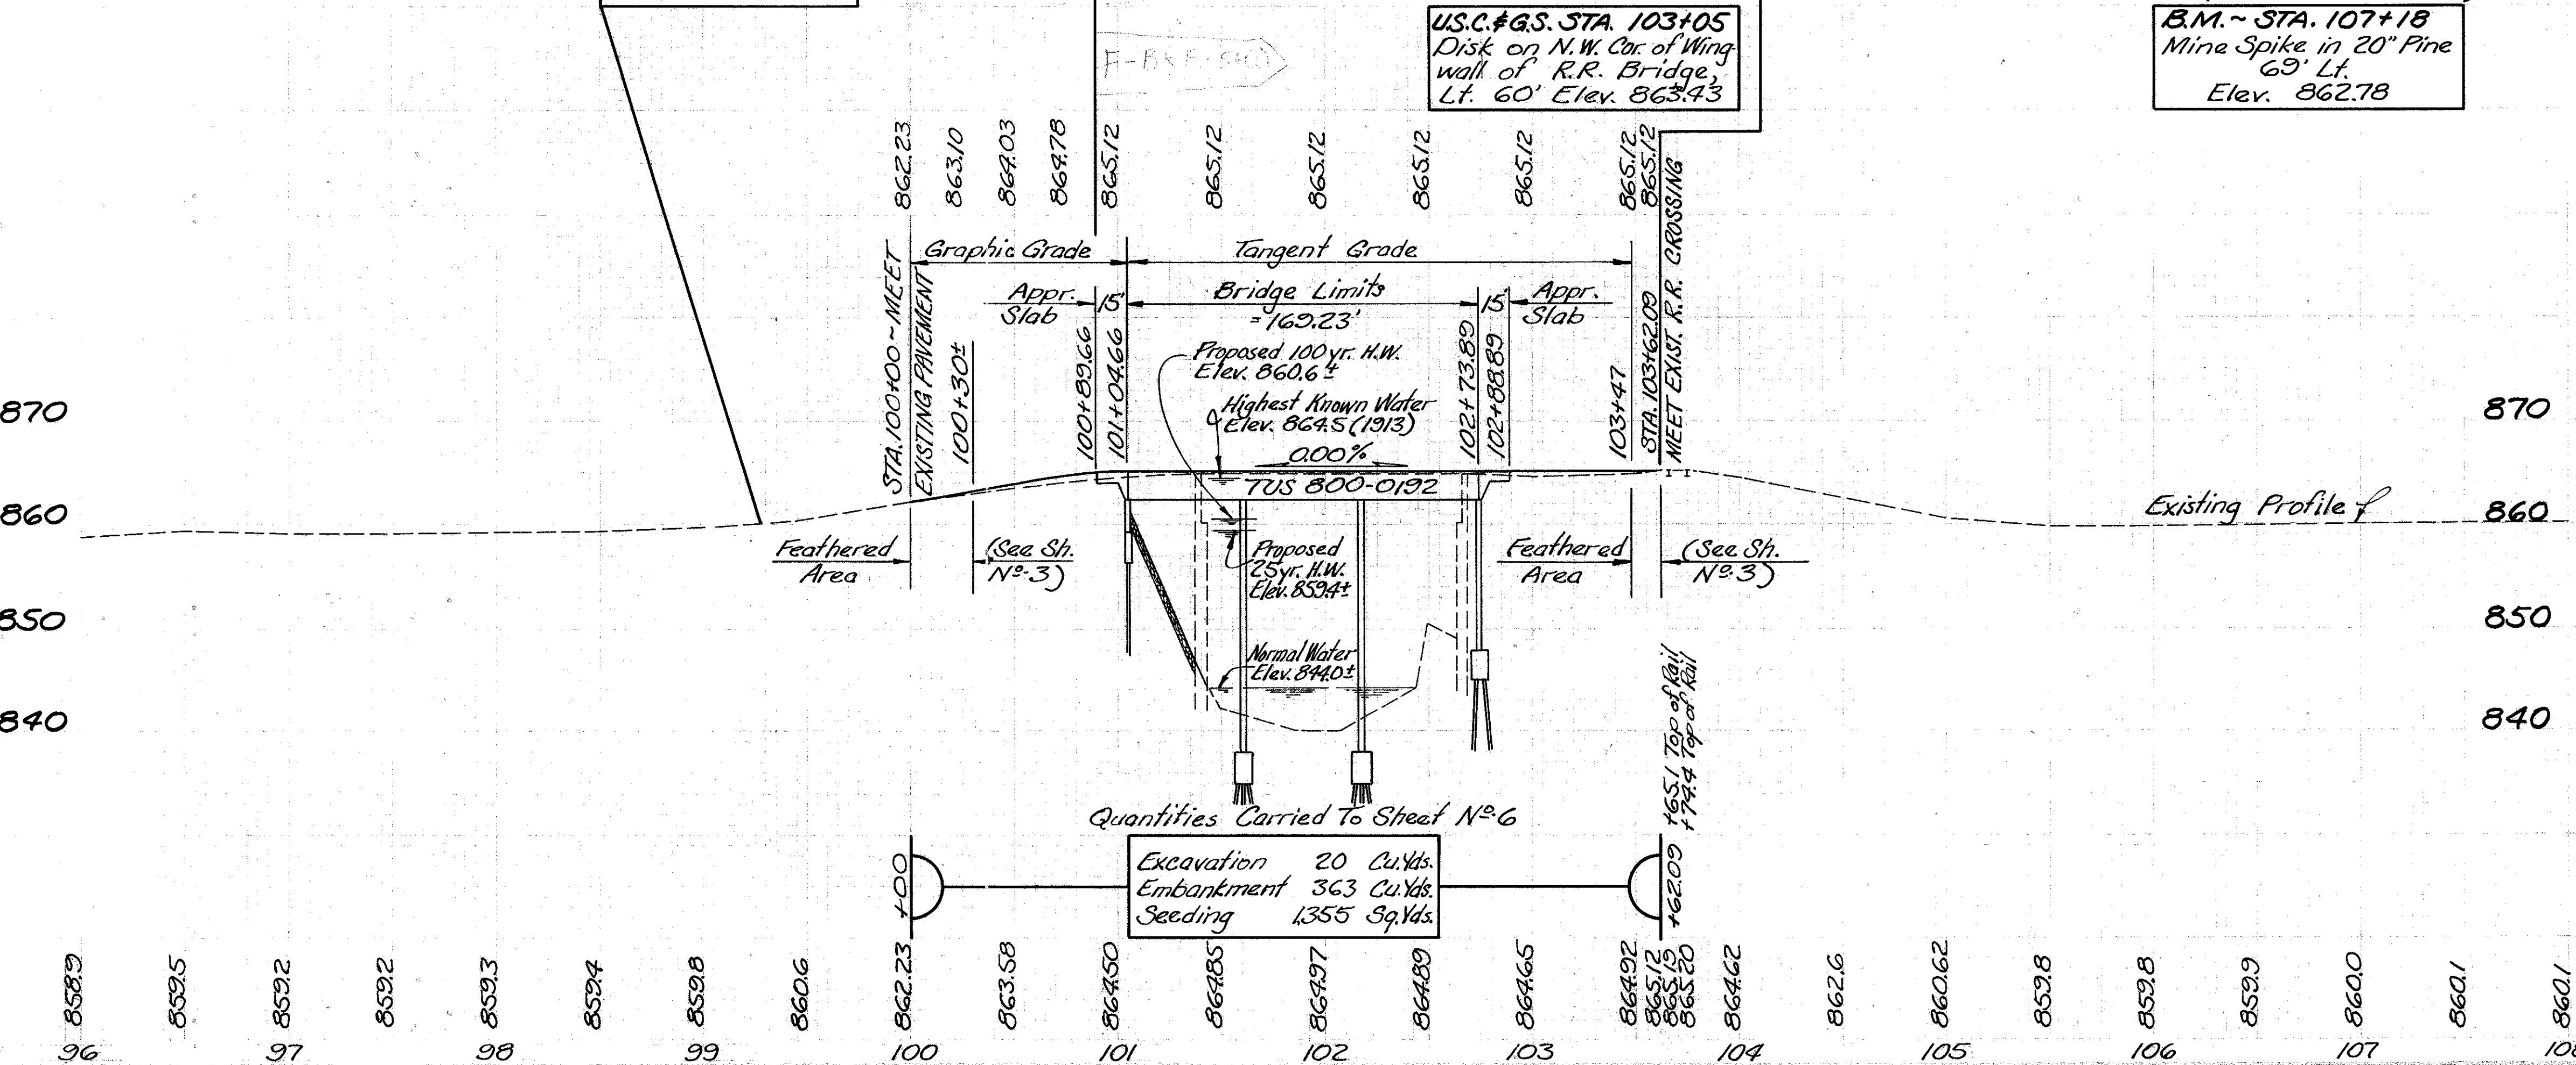 U.S.C.&G.S. STA. 103+05
Disk on N.W. Cor. of Wing-
wall of R.R. Bridge,
Lt. 60' Elev. 863.43
B.M.~ STA. 107+18
Mine Spike in 20" Pine
69' Lt.
Elev. 862.78
862.23
863.10
864.03
864.78
865.12
865.12
865.12
865.12
865.12
865.12
865.12
STA. 100+00~MEET
EXISTING PAVEMENT
Graphic Grade
Tangent Grade
MEET EXIST. R.R. CROSSING
STA. 103+62.09
Appr.
Slab
15'
Bridge Limits
=169.23'
15'
Appr.
Slab
100+30±
100+89.66
101+04.66
102+73.89
102+88.89
103+47
Proposed 100 yr. H.W.
Elev. 860.6±
Highest Known Water
Elev. 864.5 (1913)
0.00%
TUS 800-0192
870
870
860
Existing Profile
860
Feathered
Area
(See Sh.
Nº 3)
Proposed
25 yr. H.W.
Elev. 859.4±
Feathered
Area
(See Sh.
Nº 3)
850
850
Normal Water
Elev. 844.0±
840
840
+65.1 Top of Rail
+74.4 Top of Rail
Quantities Carried To Sheet Nº 6
+00
Excavation 20 Cu.Yds.
Embankment 363 Cu.Yds.
Seeding 1,355 Sq.Yds.
+62.09
858.9
859.5
859.2
859.2
859.3
859.4
859.8
860.6
862.23
863.58
864.50
864.85
864.97
864.89
864.65
864.92
865.12
865.19
865.20
864.62
862.6
860.62
859.8
859.8
859.9
860.0
860.1
860.1
96 97 98 99 100 101 102 103 104 105 106 107